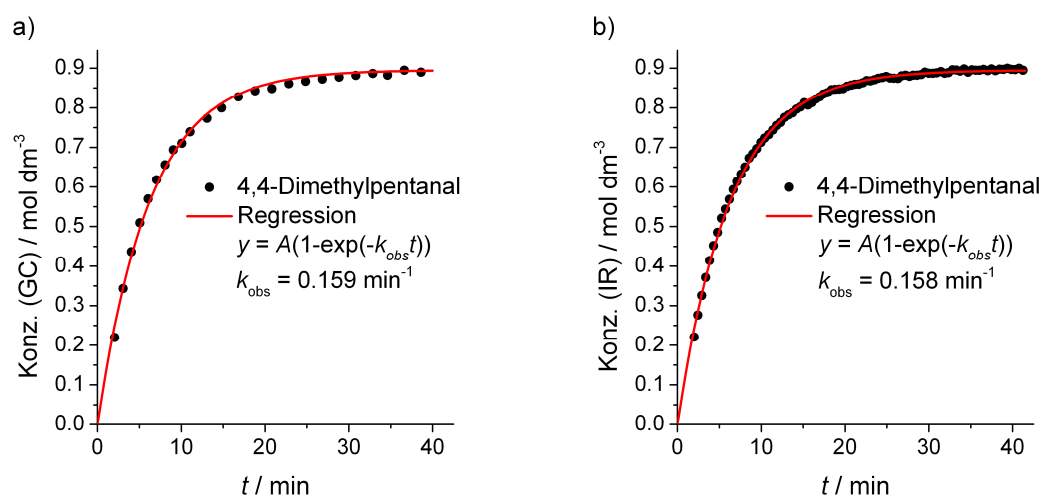 a)
Konz. (GC) / mol dm⁻³
0.9
0.8
0.7
0.6
0.5
0.4
0.3
0.2
0.1
0.0
4,4-Dimethylpentanal
Regression
y = A(1-exp(-k_obs t))
k_obs = 0.159 min⁻¹
0 10 20 30 40
t / min
b)
Konz. (IR) / mol dm⁻³
0.9
0.8
0.7
0.6
0.5
0.4
0.3
0.2
0.1
0.0
4,4-Dimethylpentanal
Regression
y = A(1-exp(-k_obs t))
k_obs = 0.158 min⁻¹
0 10 20 30 40
t / min